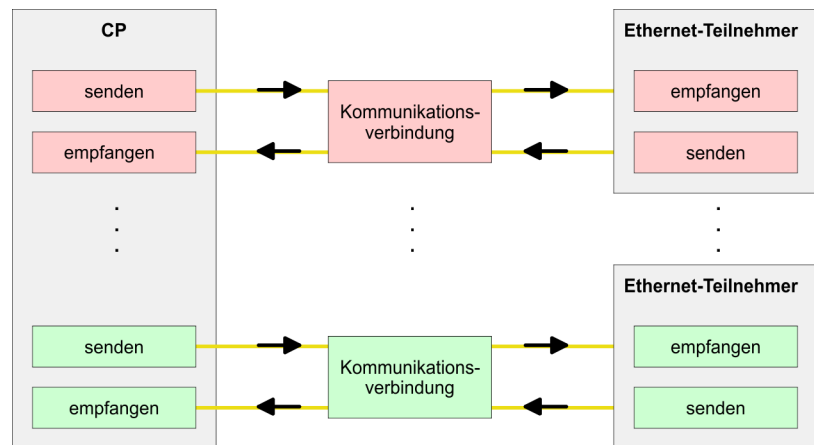 CP
Ethernet-Teilnehmer
senden
Kommunikations-
verbindung
empfangen
empfangen
senden
.
.
.
.
.
.
.
.
.
Ethernet-Teilnehmer
senden
Kommunikations-
verbindung
empfangen
empfangen
senden